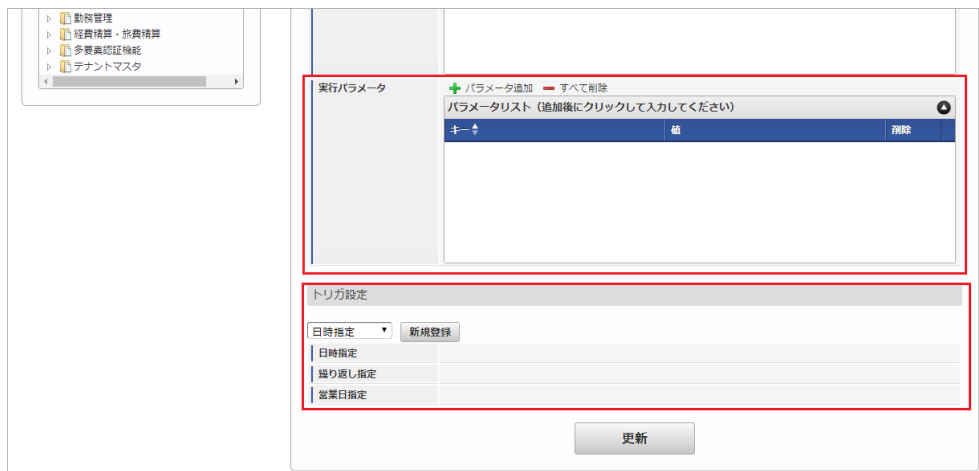 勤務管理
経費精算・旅費精算
多要素認証機能
テナントマスタ
実行パラメータ
パラメータ追加 すべて削除
パラメータリスト（追加後にクリックして入力してください）
キー 値 削除
トリガ設定
日時指定 新規登録
日時指定
繰り返し指定
営業日指定
更新